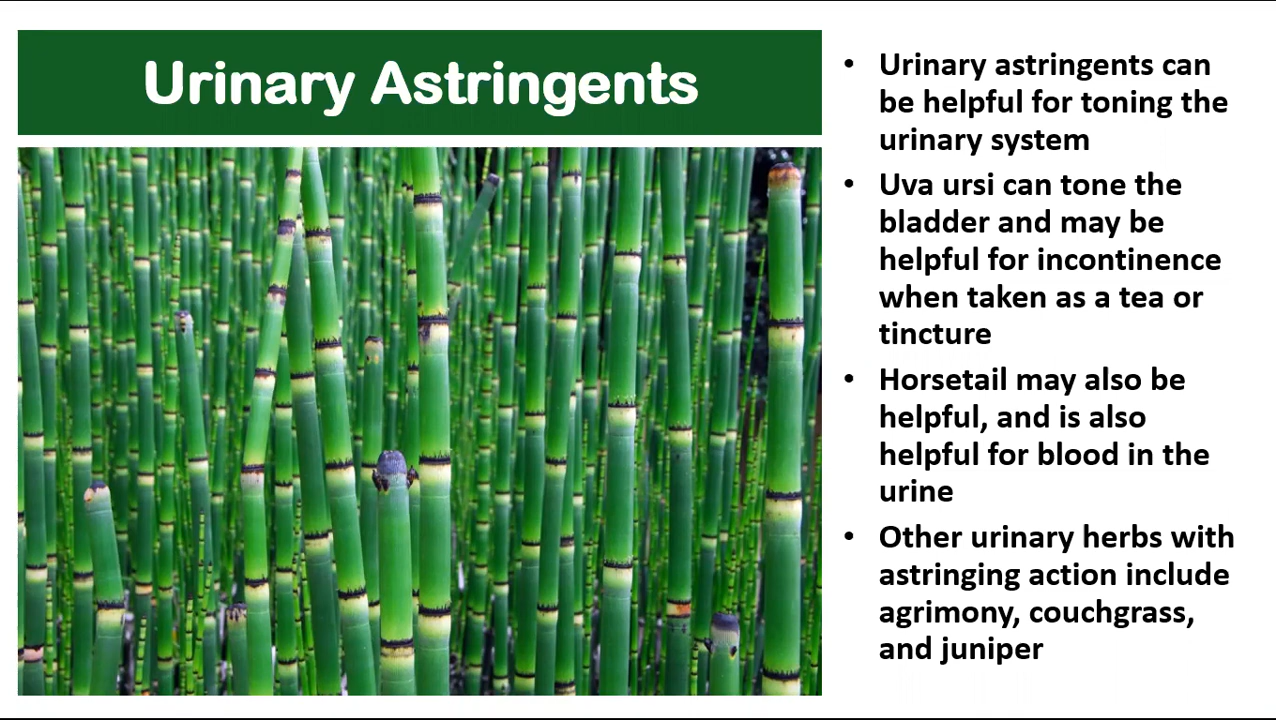 Urinary Astringents
• Urinary astringents can
be helpful for toning the
urinary system
• Uva ursi can tone the
bladder and may be
helpful for incontinence
when taken as a tea or
tincture
• Horsetail may also be
helpful, and is also
helpful for blood in the
urine
• Other urinary herbs with
astringing action include
agrimony, couchgrass,
and juniper